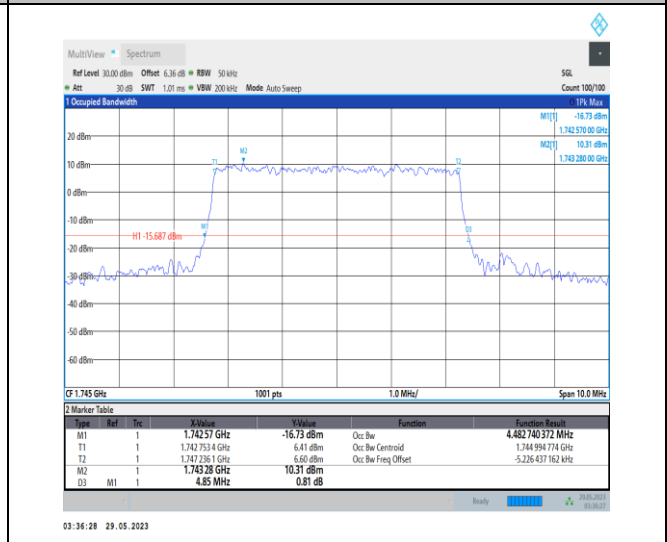 MultiView Spectrum
Ref Level 30.00 dBm Offset 6.36 dB RBW 50 kHz SGL
Att 30 dB SWT 1.01 ms VBW 200 kHz Mode Auto Sweep Count 100/100
1 Occupied Bandwidth 1Pk Max
M1[1] -16.73 dBm
1.742 570 00 GHz
M2[1] 10.31 dBm
1.743 280 00 GHz
20 dBm
M2
T1 T2
10 dBm
0 dBm
-10 dBm
M1 D3
H1 -15.687 dBm
-20 dBm
-30 dBm
-40 dBm
-50 dBm
-60 dBm
CF 1.745 GHz 1001 pts 1.0 MHz/ Span 10.0 MHz
2 Marker Table
Type Ref Trc X-Value Y-Value Function Function Result
M1 1 1.742 57 GHz -16.73 dBm Occ Bw 4.482 740 372 MHz
T1 1 1.742 753 4 GHz 6.41 dBm Occ Bw Centroid 1.744 994 774 GHz
T2 1 1.747 236 1 GHz 6.60 dBm Occ Bw Freq Offset -5.226 437 162 kHz
M2 1 1.743 28 GHz 10.31 dBm
D3 M1 1 4.85 MHz 0.81 dB
Ready 29.05.2023
03:36:27
03:36:28 29.05.2023